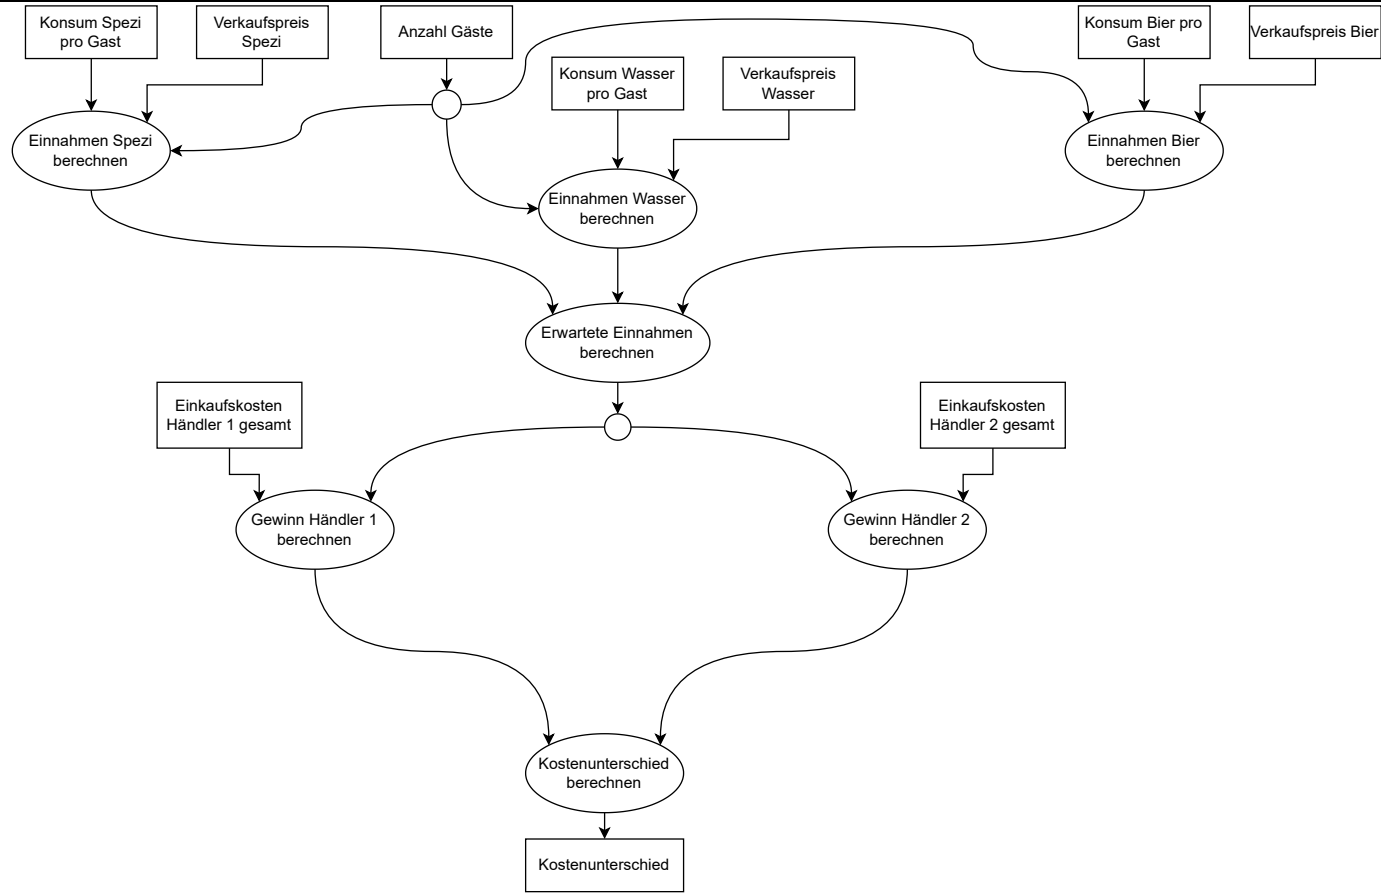 Konsum Spezi
pro Gast
Verkaufspreis
Spezi
Anzahl Gäste
Konsum Bier pro
Gast
Verkaufspreis Bier
Konsum Wasser
pro Gast
Verkaufspreis
Wasser
Einnahmen Spezi
berechnen
Einnahmen Bier
berechnen
Einnahmen Wasser
berechnen
Erwartete Einnahmen
berechnen
Einkaufskosten
Händler 1 gesamt
Einkaufskosten
Händler 2 gesamt
Gewinn Händler 1
berechnen
Gewinn Händler 2
berechnen
Kostenunterschied
berechnen
Kostenunterschied